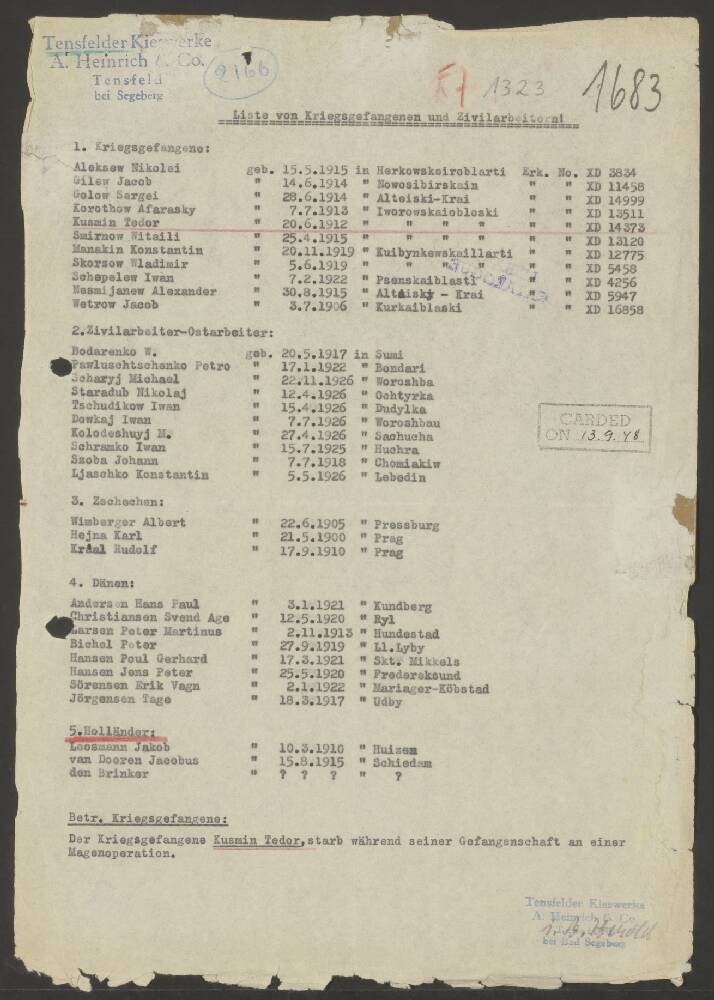 Tensfelder Kieswerke
A. Heinrich & Co.
Tensfeld
bei Segeberg
2166
1323
1683
Liste von Kriegsgefangenen und Zivilarbeitern!
1. Kriegsgefangene:
Aleksew Nikolei geb. 15.5.1915 in Herkowskoiroblarti Erk. No. XD 3834
Gilew Jacob " 14.6.1914 " Nowosibirskain " " XD 11458
Golow Sergei " 28.6.1914 " Alteiski-Krai " " XD 14999
Korothow Afarasky " 7.7.1913 " Iworowskaiobloski " " XD 13511
Kusmin Tedor " 20.6.1912 " " " " " " XD 14373
Smirnow Witaili " 25.4.1915 " " " " " " XD 13120
Manakin Konstantin " 20.11.1919 " Kuibynkewskaillarti " " XD 12775
Skorzow Wladimir " 5.6.1919 " " " " " " XD 5458
Schepelew Iwan " 7.2.1922 " Psenskaiblasti " " XD 4256
Nesmijanew Alexander " 30.8.1915 " Altaisky - Krai " " XD 5947
Wetrow Jacob " 3.7.1906 " Kurkaiblaski " " XD 16858
2.Zivilarbeiter-Ostarbeiter:
Bodarenko W. geb. 20.5.1917 in Sumi
Pawluschtschenko Petro " 17.1.1922 " Bondari
Scharyj Michael " 22.11.1926 " Woroshba
Staradub Nikolaj " 12.4.1926 " Ochtyrka
Tschudikow Iwan " 15.4.1926 " Dudylka
Dowkaj Iwan " 7.7.1926 " Woroshbau
Kolodeshuyj M. " 27.4.1926 " Sachucha
Schramko Iwan " 15.7.1925 " Huchra
Szoba Johann " 7.7.1918 " Chomiakiw
Ljaschko Konstantin " 5.5.1926 " Lebedin
CARDED
ON 13.9.48
3. Zschechen:
Wimberger Albert " 22.6.1905 " Pressburg
Hejna Karl " 21.5.1900 " Prag
Kraal Rudolf " 17.9.1910 " Prag
4. Dänen:
Andersen Hans Paul " 3.1.1921 " Kundberg
Christiansen Svend Age " 12.5.1920 " Ryl
Larsen Peter Martinus " 2.11.1913 " Hundestad
Bichel Peter " 27.9.1919 " Ll.Lyby
Hansen Poul Gerhard " 17.3.1921 " Skt. Mikkels
Hansen Jens Peter " 25.5.1920 " Frederoksund
Sörensen Erik Vagn " 2.1.1922 " Mariager-Köbstad
Jörgensen Tage " 18.3.1917 " Udby
5.Holländer:
Loosmann Jakob " 10.3.1910 " Huizen
van Dooren Jacobus " 15.8.1915 " Schiedam
den Brinker " ? ? ? " ?
Betr. Kriegsgefangene:
Der Kriegsgefangene Kusmin Tedor,starb während seiner Gefangenschaft an einer
Magenoperation.
Tensfelder Kieswerke
A. Heinrich & Co.
bei Bad Segeberg